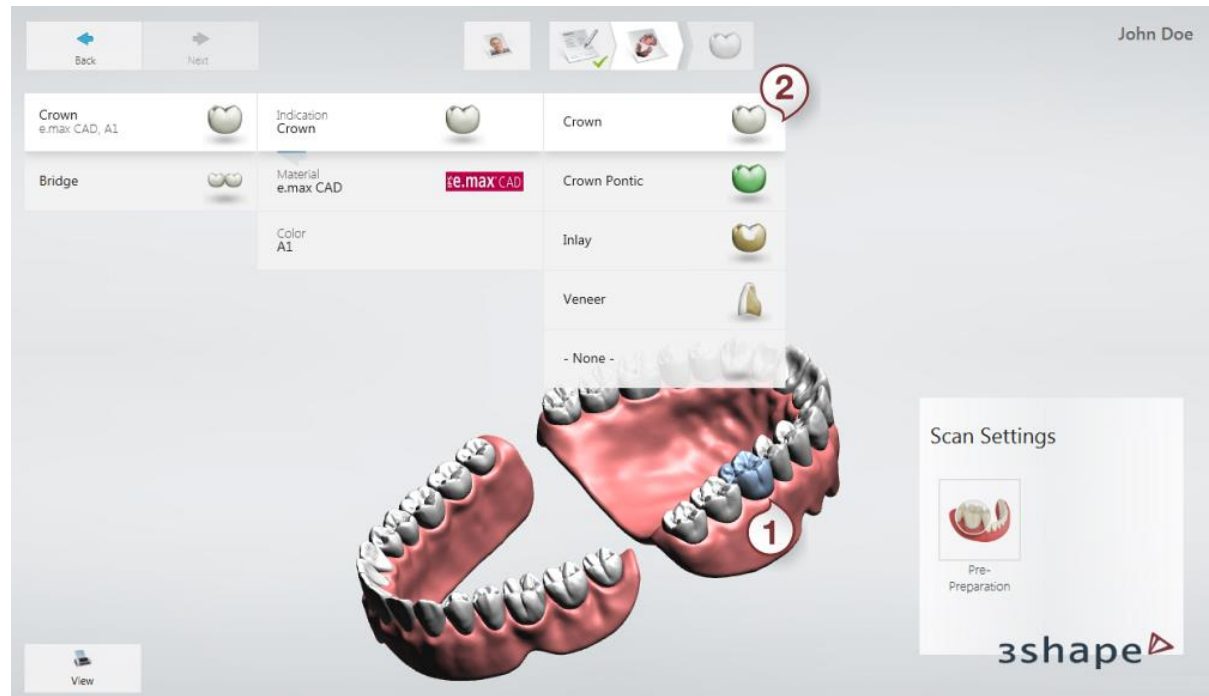 Back
Next
John Doe
2
Crown
e.max CAD, A1
Indication
Crown
Crown
Bridge
Material
e.max CAD
e.max CAD
Crown Pontic
Color
A1
Inlay
Veneer
- None -
Scan Settings
1
Pre-
Preparation
3shape
View